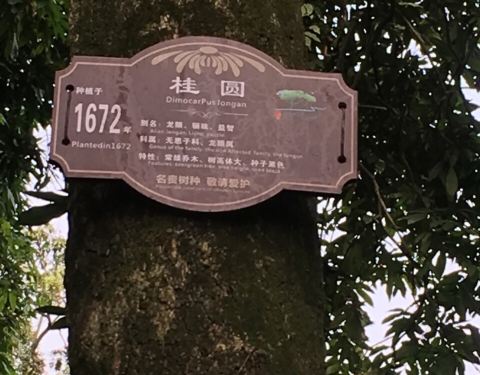 桂 圆
DimocarPusLongan
种植于
1672年
Plantedin1672
别名：龙眼、骊珠、益智
科属：无患子科、龙眼属
特性：常绿乔木、树高体大、种子黑色
名贵树种 敬请爱护